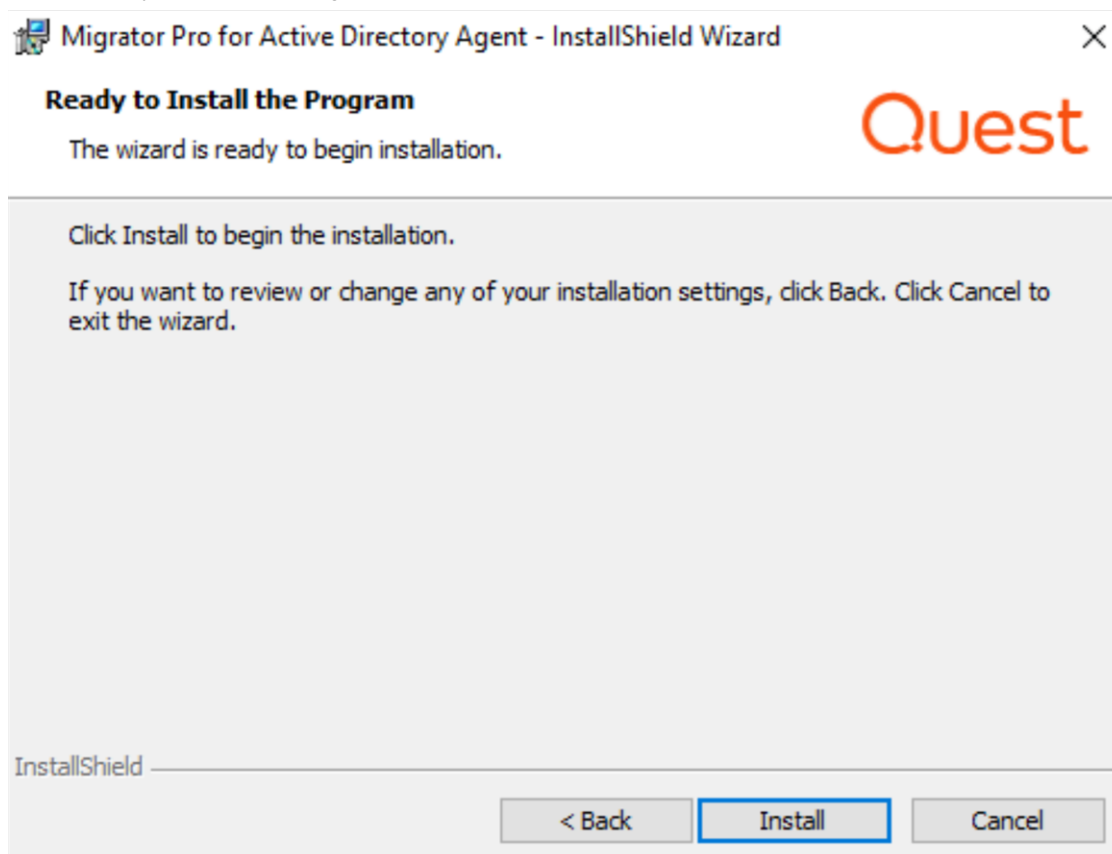 Migrator Pro for Active Directory Agent - InstallShield Wizard
Ready to Install the Program
Quest
The wizard is ready to begin installation.
Click Install to begin the installation.
If you want to review or change any of your installation settings, click Back. Click Cancel to
exit the wizard.
InstallShield
< Back
Install
Cancel